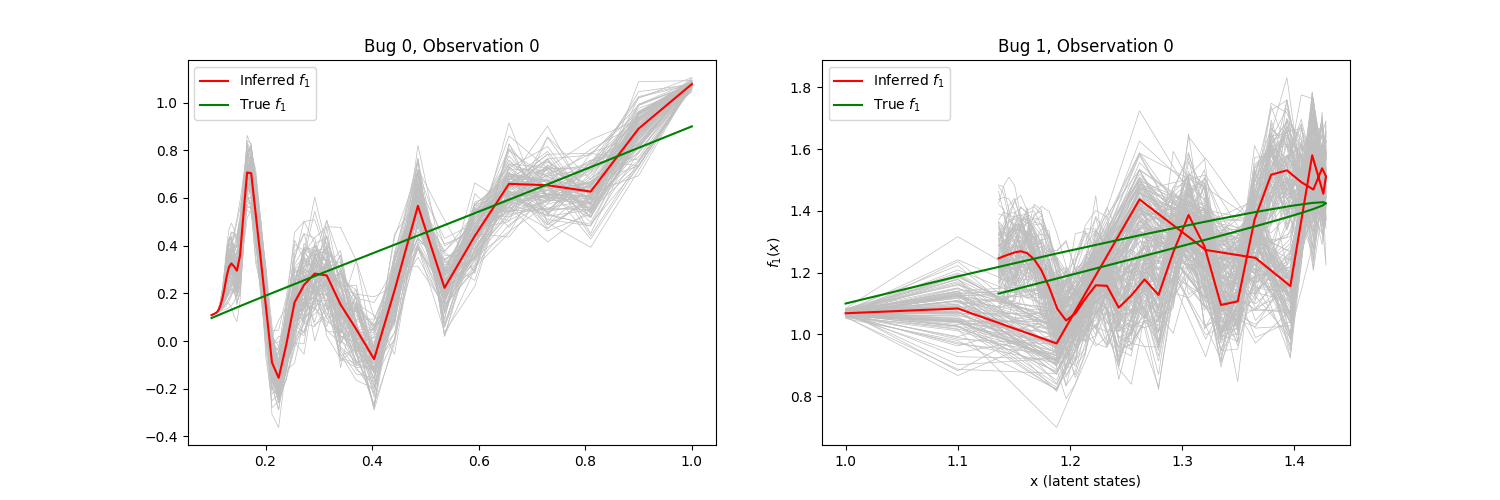 Bug 0, Observation 0
Inferred f₁
True f₁
1.0
0.8
0.6
0.4
0.2
0.0
−0.2
−0.4
0.2 0.4 0.6 0.8 1.0
Bug 1, Observation 0
Inferred f₁
True f₁
f₁(x)
1.8
1.6
1.4
1.2
1.0
0.8
1.0 1.1 1.2 1.3 1.4
x (latent states)